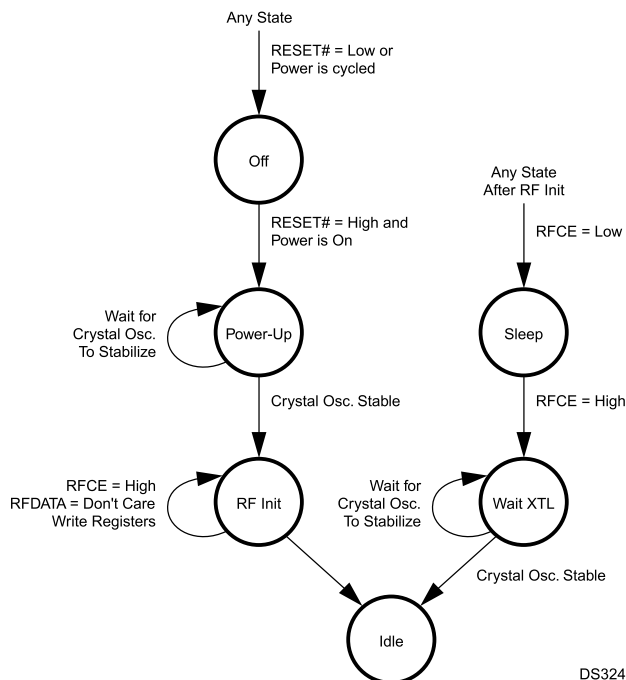 Any State
RESET# = Low or
Power is cycled
Off
RESET# = High and
Power is On
Wait for
Crystal Osc.
To Stabilize
Power-Up
Crystal Osc. Stable
RFCE = High
RFDATA = Don't Care
Write Registers
RF Init
Any State
After RF Init
RFCE = Low
Sleep
RFCE = High
Wait for
Crystal Osc.
To Stabilize
Wait XTL
Crystal Osc. Stable
Idle
DS324